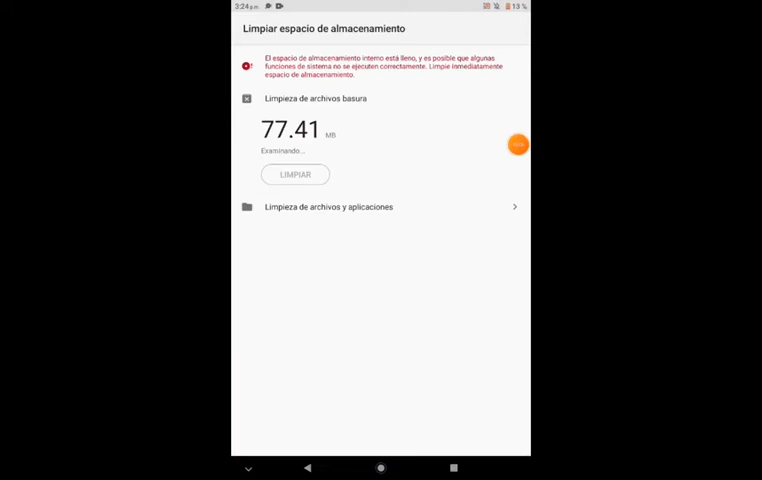 3:24 p.m. 13 %
Limpiar espacio de almacenamiento
El espacio de almacenamiento interno está lleno, y es posible que algunas
funciones de sistema no se ejecuten correctamente. Limpie inmediatamente
espacio de almacenamiento.
Limpieza de archivos basura
77.41 MB
Examinando...
LIMPIAR
Limpieza de archivos y aplicaciones